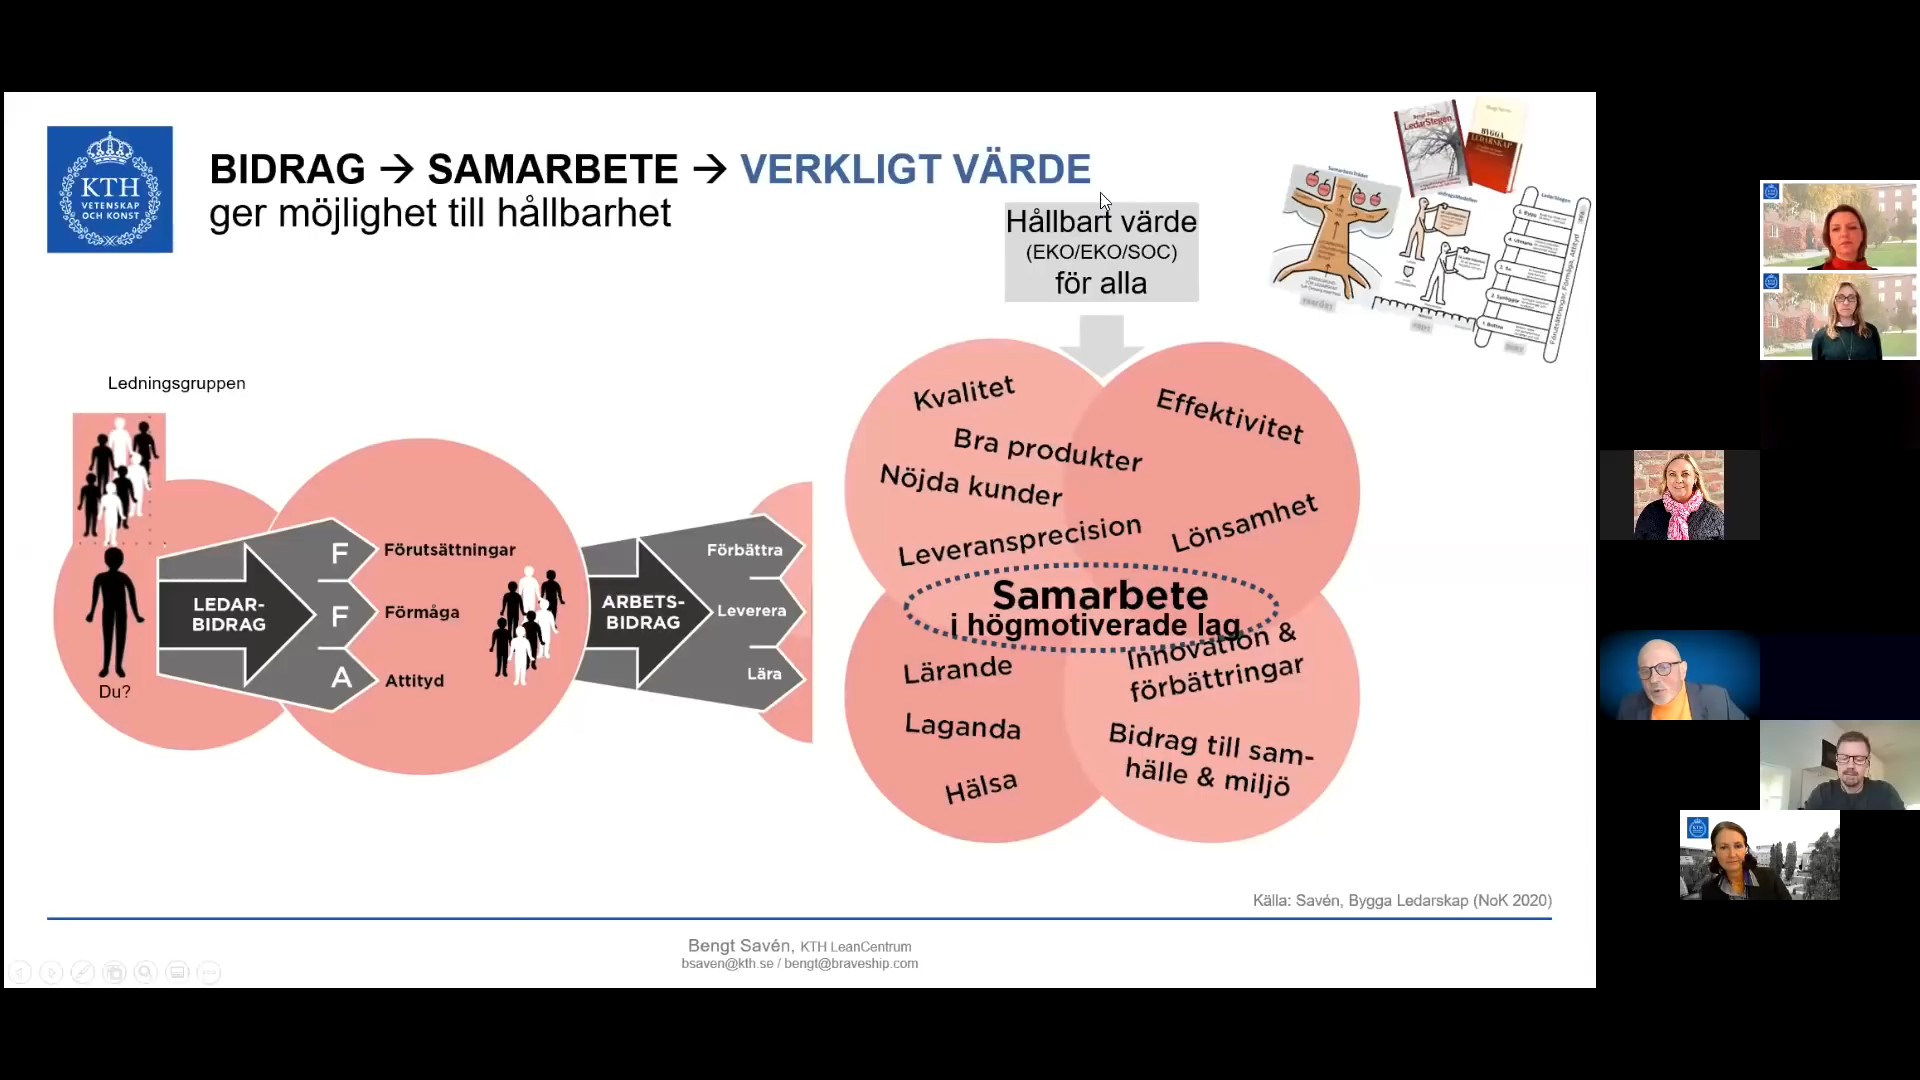 KTH
VETENSKAP
OCH KONST
BIDRAG → SAMARBETE → VERKLIGT VÄRDE
ger möjlighet till hållbarhet
Hållbart värde
(EKO/EKO/SOC)
för alla
LedarStegen
BYGGA
LEDARSKAP
Ledningsgruppen
Du?
LEDAR-
BIDRAG
F
F
A
Förutsättningar
Förmåga
Attityd
ARBETS-
BIDRAG
Förbättra
Leverera
Lära
Kvalitet
Effektivitet
Bra produkter
Nöjda kunder
Leveransprecision
Lönsamhet
Samarbete
i högmotiverade lag
Innovation &
förbättringar
Lärande
Laganda
Hälsa
Bidrag till sam-
hälle & miljö
Källa: Savén, Bygga Ledarskap (NoK 2020)
Bengt Savén, KTH LeanCentrum
bsaven@kth.se / bengt@braveship.com